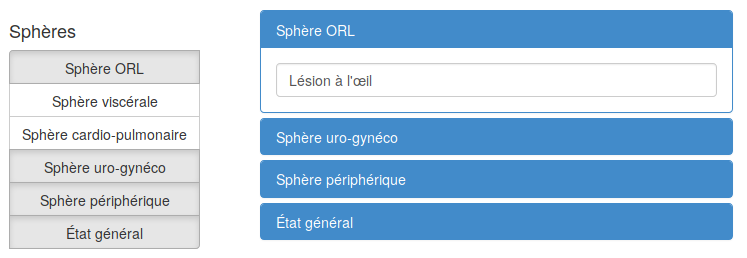 Sphères
Sphère ORL
Sphère viscérale
Sphère cardio-pulmonaire
Sphère uro-gynéco
Sphère périphérique
État général
Sphère ORL
Lésion à l'œil
Sphère uro-gynéco
Sphère périphérique
État général